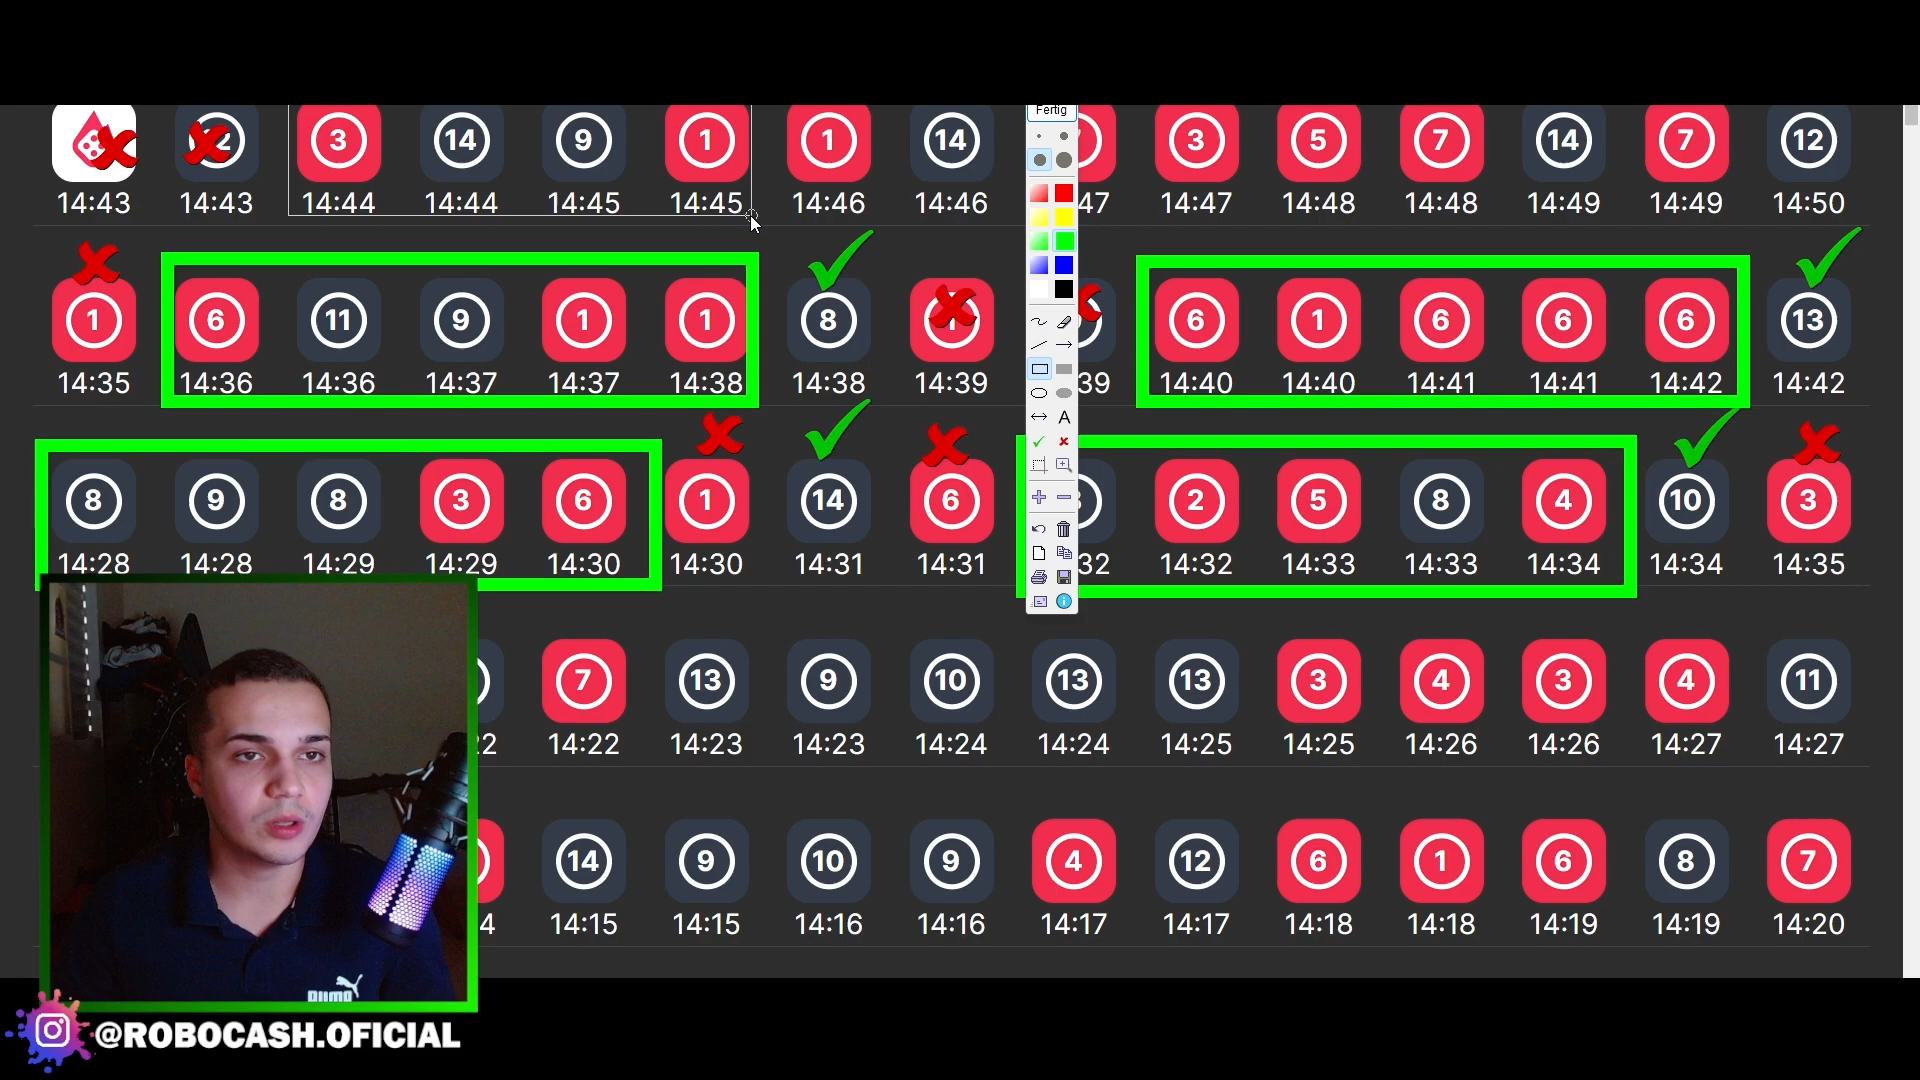 Fertig
3 14 9 1 1 14 3 5 7 14 7 12
14:43 14:43 14:44 14:44 14:45 14:45 14:46 14:46 47 14:47 14:48 14:48 14:49 14:49 14:50
1 6 11 9 1 1 8 6 1 6 6 6 13
14:35 14:36 14:36 14:37 14:37 14:38 14:38 14:39 39 14:40 14:40 14:41 14:41 14:42 14:42
8 9 8 3 6 1 14 6 2 5 8 4 10 3
14:28 14:28 14:29 14:29 14:30 14:30 14:31 14:31 32 14:32 14:33 14:33 14:34 14:34 14:35
7 13 9 10 13 13 3 4 3 4 11
22 14:22 14:23 14:23 14:24 14:24 14:25 14:25 14:26 14:26 14:27 14:27
14 9 10 9 4 12 6 1 6 8 7
4 14:15 14:15 14:16 14:16 14:17 14:17 14:18 14:18 14:19 14:19 14:20
PUMA
@ROBOCASH.OFICIAL